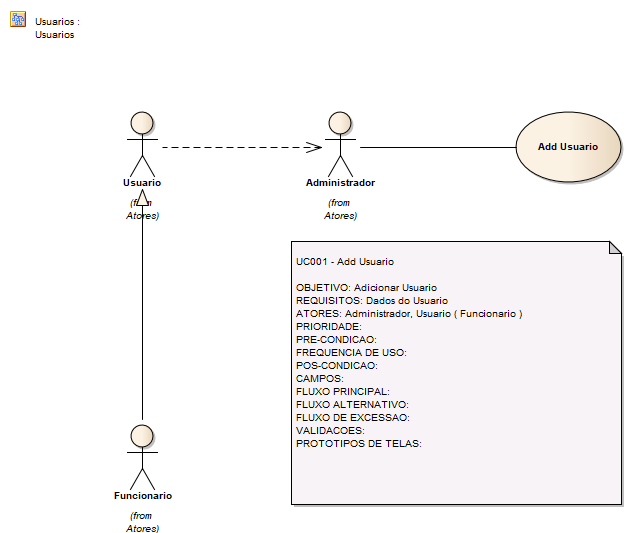 Usuarios :
Usuarios
Usuario
(from
Atores)
Administrador
(from
Atores)
Add Usuario
UC001 - Add Usuario
OBJETIVO: Adicionar Usuario
REQUISITOS: Dados do Usuario
ATORES: Administrador, Usuario ( Funcionario )
PRIORIDADE:
PRE-CONDICAO:
FREQUENCIA DE USO:
POS-CONDICAO:
CAMPOS:
FLUXO PRINCIPAL:
FLUXO ALTERNATIVO:
FLUXO DE EXCESSAO:
VALIDACOES:
PROTOTIPOS DE TELAS:
Funcionario
(from
Atores)